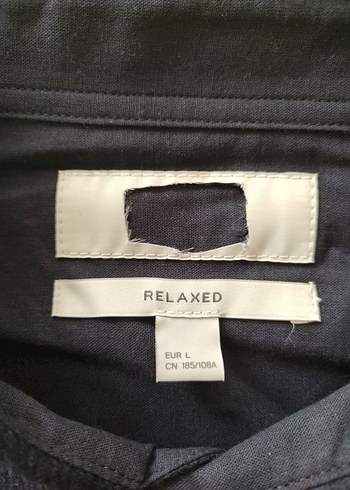 RELAXED
EUR L
CN 185/108A